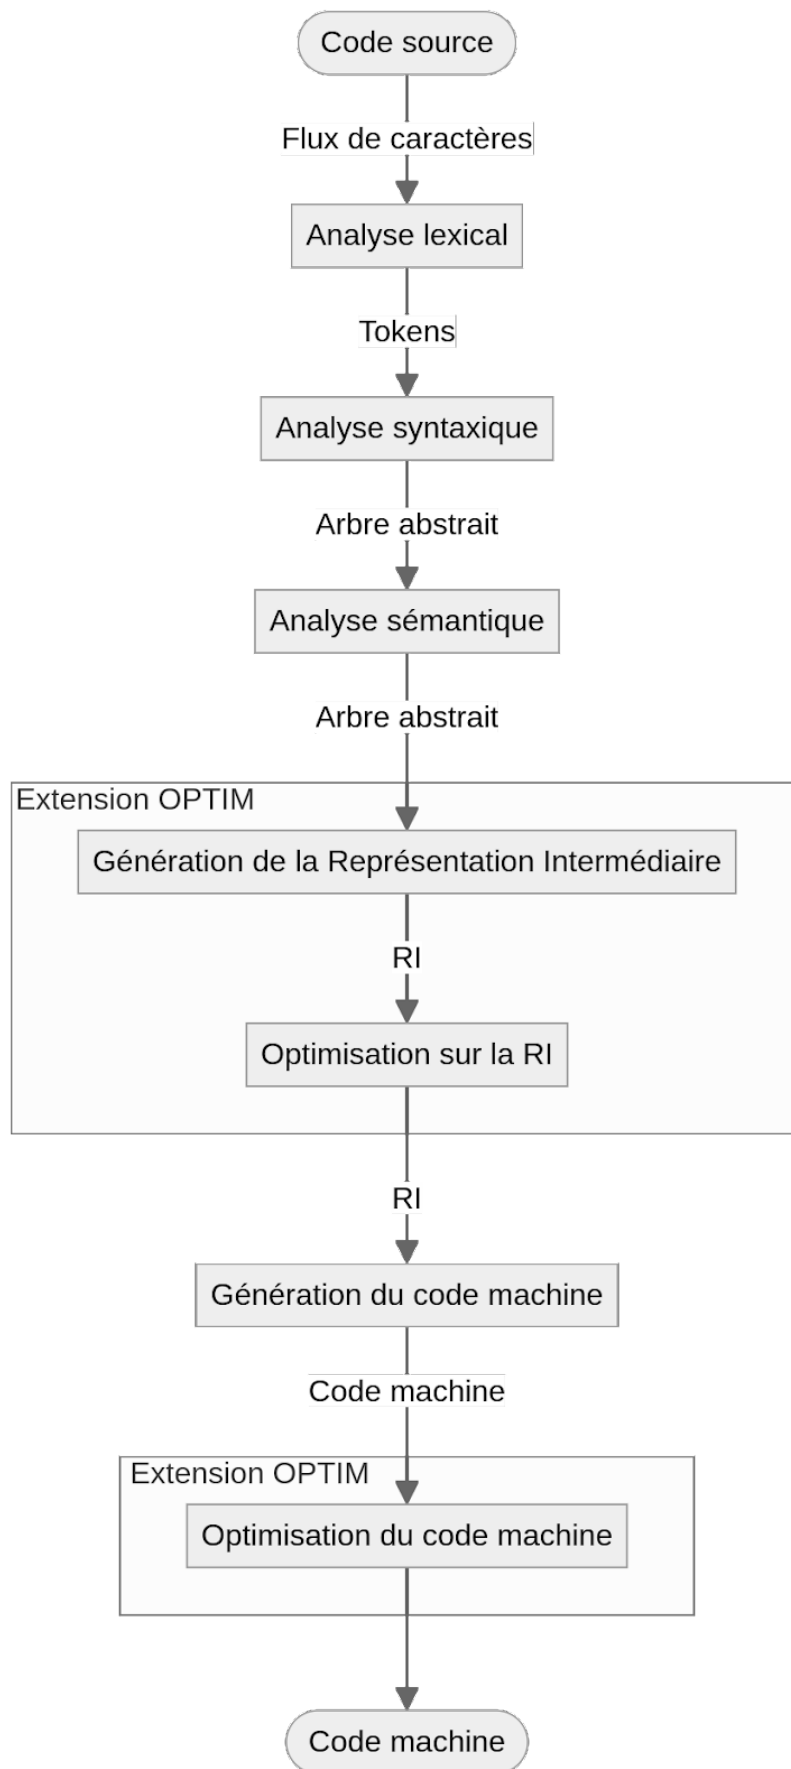 Code source
Flux de caractères
Analyse lexical
Tokens
Analyse syntaxique
Arbre abstrait
Analyse sémantique
Arbre abstrait
Extension OPTIM
Génération de la Représentation Intermédiaire
RI
Optimisation sur la RI
RI
Génération du code machine
Code machine
Extension OPTIM
Optimisation du code machine
Code machine